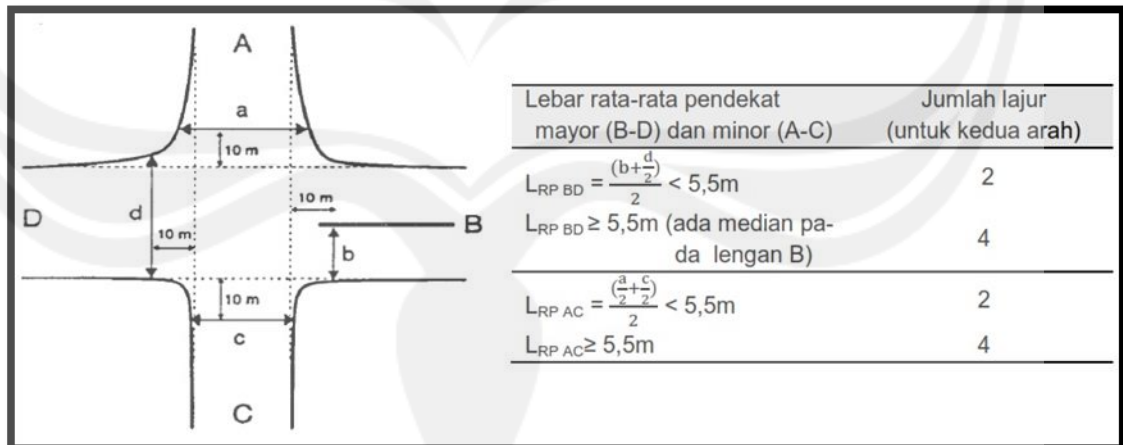 A
a
10 m
D
d
10 m
10 m
B
b
10 m
c
C
Lebar rata-rata pendekat mayor (B-D) dan minor (A-C)
Jumlah lajur (untuk kedua arah)
L_RP BD = (b+d/2)/2 < 5,5m
2
L_RP BD ≥ 5,5m (ada median pa-
da lengan B)
4
L_RP AC = (a/2+c/2)/2 < 5,5m
2
L_RP AC≥ 5,5m
4